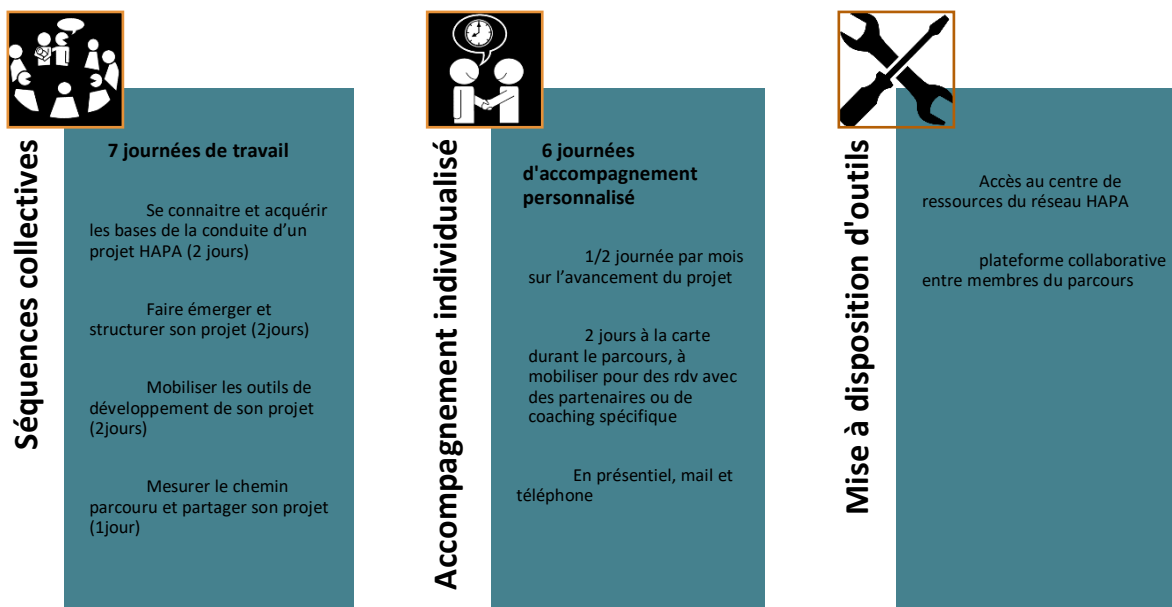 Séquences collectives
7 journées de travail
Se connaitre et acquérir
les bases de la conduite d’un
projet HAPA (2 jours)
Faire émerger et
structurer son projet (2jours)
Mobiliser les outils de
développement de son projet
(2jours)
Mesurer le chemin
parcouru et partager son projet
(1jour)
Accompagnement individualisé
6 journées
d'accompagnement
personnalisé
1/2 journée par mois
sur l’avancement du projet
2 jours à la carte
durant le parcours, à
mobiliser pour des rdv avec
des partenaires ou de
coaching spécifique
En présentiel, mail et
téléphone
Mise à disposition d'outils
Accès au centre de
ressources du réseau HAPA
plateforme collaborative
entre membres du parcours